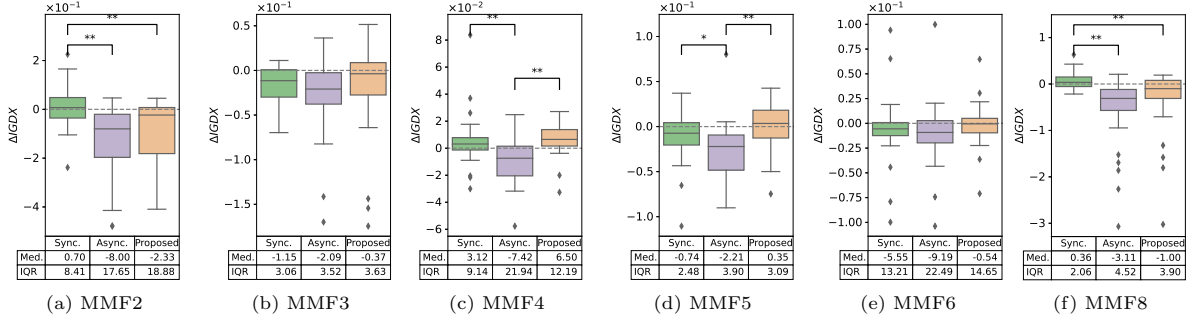 ×10⁻¹
ΔIGDX
2
0
−2
−4
**
**
Sync. Async. Proposed
Med. 0.70 -8.00 -2.33
IQR 8.41 17.65 18.88
(a) MMF2
×10⁻¹
ΔIGDX
0.0
−0.5
−1.0
−1.5
Sync. Async. Proposed
Med. -1.15 -2.09 -0.37
IQR 3.06 3.52 3.63
(b) MMF3
×10⁻²
ΔIGDX
8
6
4
2
0
−2
−4
−6
**
**
Sync. Async. Proposed
Med. 3.12 -7.42 6.50
IQR 9.14 21.94 12.19
(c) MMF4
×10⁻¹
ΔIGDX
1.0
0.5
0.0
−0.5
−1.0
*
**
Sync. Async. Proposed
Med. -0.74 -2.21 0.35
IQR 2.48 3.90 3.09
(d) MMF5
×10⁻¹
ΔIGDX
1.00
0.75
0.50
0.25
0.00
−0.25
−0.50
−0.75
−1.00
Sync. Async. Proposed
Med. -5.55 -9.19 -0.54
IQR 13.21 22.49 14.65
(e) MMF6
ΔIGDX
1
0
−1
−2
−3
**
**
Sync. Async. Proposed
Med. 0.36 -3.11 -1.00
IQR 2.06 4.52 3.90
(f) MMF8